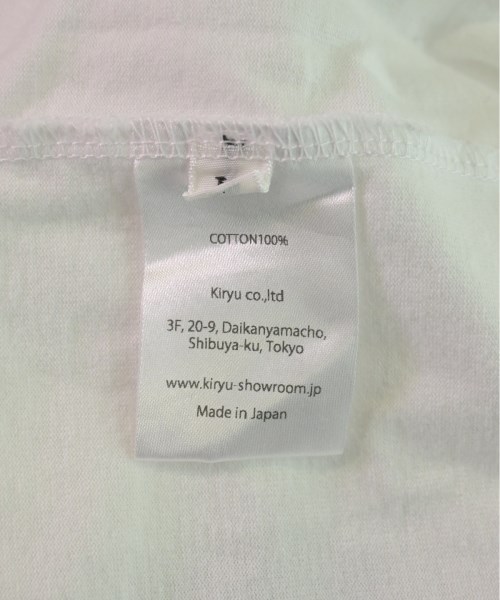 COTTON100%
Kiryu co.,ltd
3F, 20-9, Daikanyamacho,
Shibuya-ku, Tokyo
www.kiryu-showroom.jp
Made in Japan